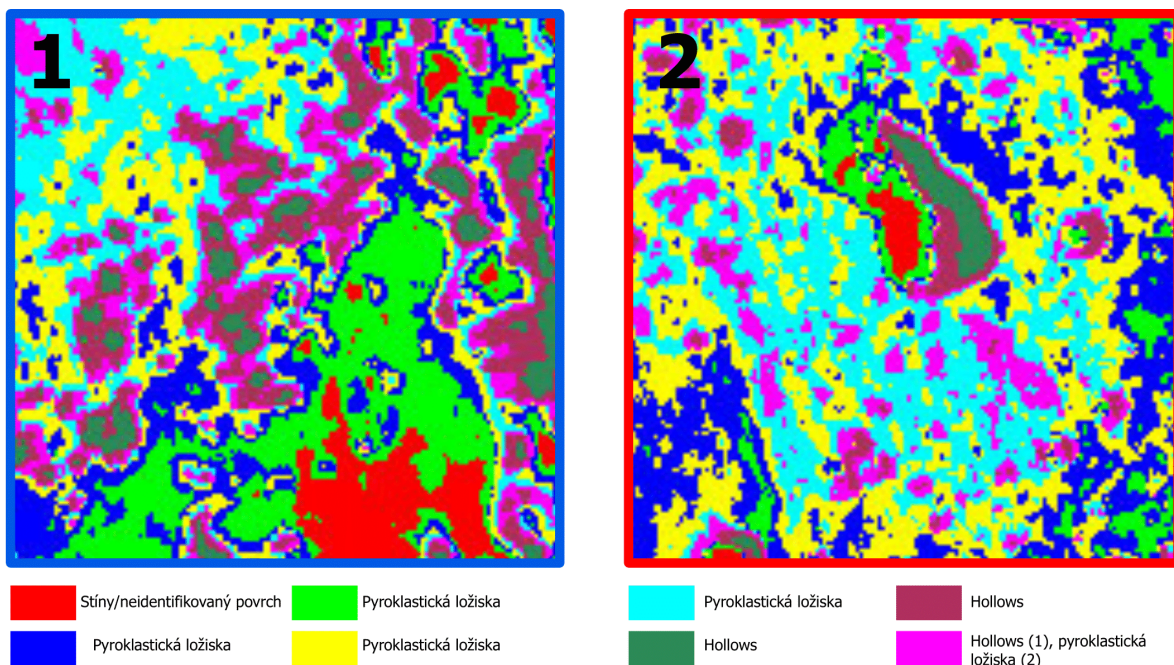 1
2
Stíny/neidentifikovaný povrch
Pyroklastická ložiska
Pyroklastická ložiska
Hollows
Pyroklastická ložiska
Pyroklastická ložiska
Hollows
Hollows (1), pyroklastická
ložiska (2)